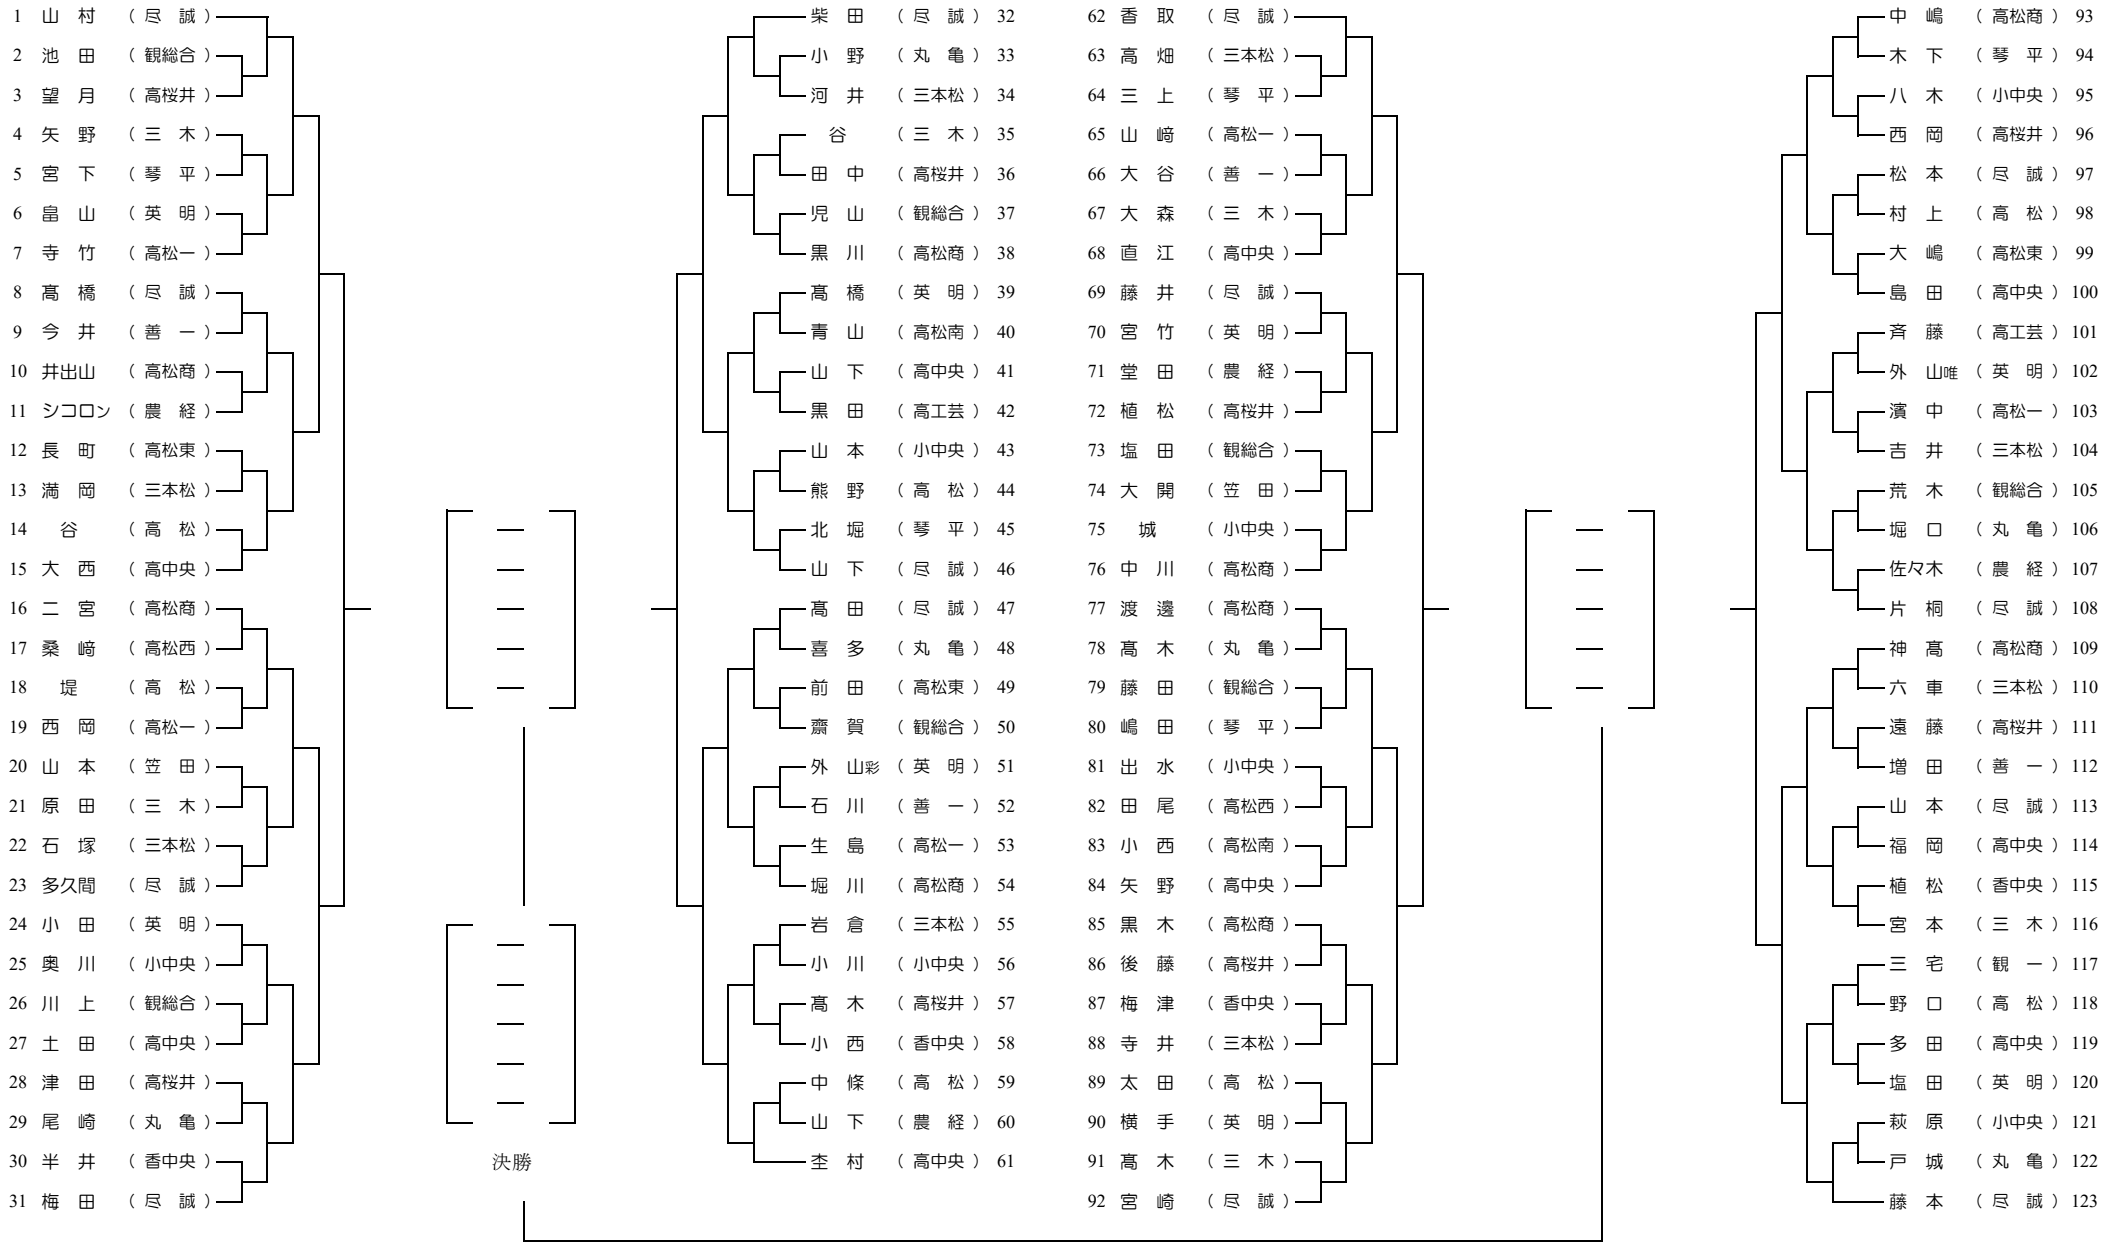 1 山村 (尽誠)
2 池田 (観総合)
3 望月 (高桜井)
4 矢野 (三木)
5 宮下 (琴平)
6 畠山 (英明)
7 寺竹 (高松一)
8 髙橋 (尽誠)
9 今井 (善一)
10 井出山 (高松商)
11 シコロン (農経)
12 長町 (高松東)
13 満岡 (三本松)
14 谷 (高松)
15 大西 (高中央)
16 二宮 (高松商)
17 桑﨑 (高松西)
18 堤 (高松)
19 西岡 (高松一)
20 山本 (笠田)
21 原田 (三木)
22 石塚 (三本松)
23 多久間 (尽誠)
24 小田 (英明)
25 奥川 (小中央)
26 川上 (観総合)
27 土田 (高中央)
28 津田 (高桜井)
29 尾崎 (丸亀)
30 半井 (香中央)
31 梅田 (尽誠)
決勝
柴田 (尽誠) 32
小野 (丸亀) 33
河井 (三本松) 34
谷 (三木) 35
田中 (高桜井) 36
児山 (観総合) 37
黒川 (高松商) 38
髙橋 (英明) 39
青山 (高松南) 40
山下 (高中央) 41
黒田 (高工芸) 42
山本 (小中央) 43
熊野 (高松) 44
北堀 (琴平) 45
山下 (尽誠) 46
髙田 (尽誠) 47
喜多 (丸亀) 48
前田 (高松東) 49
齋賀 (観総合) 50
外山彩 (英明) 51
石川 (善一) 52
生島 (高松一) 53
堀川 (高松商) 54
岩倉 (三本松) 55
小川 (小中央) 56
髙木 (高桜井) 57
小西 (香中央) 58
中條 (高松) 59
山下 (農経) 60
杢村 (高中央) 61
62 香取 (尽誠)
63 高畑 (三本松)
64 三上 (琴平)
65 山﨑 (高松一)
66 大谷 (善一)
67 大森 (三木)
68 直江 (高中央)
69 藤井 (尽誠)
70 宮竹 (英明)
71 堂田 (農経)
72 植松 (高桜井)
73 塩田 (観総合)
74 大開 (笠田)
75 城 (小中央)
76 中川 (高松商)
77 渡邊 (高松商)
78 髙木 (丸亀)
79 藤田 (観総合)
80 嶋田 (琴平)
81 出水 (小中央)
82 田尾 (高松西)
83 小西 (高松南)
84 矢野 (高中央)
85 黒木 (高松商)
86 後藤 (高桜井)
87 梅津 (香中央)
88 寺井 (三本松)
89 太田 (高松)
90 横手 (英明)
91 髙木 (三木)
92 宮崎 (尽誠)
中嶋 (高松商) 93
木下 (琴平) 94
八木 (小中央) 95
西岡 (高桜井) 96
松本 (尽誠) 97
村上 (高松) 98
大嶋 (高松東) 99
島田 (高中央) 100
斉藤 (高工芸) 101
外山唯 (英明) 102
濱中 (高松一) 103
吉井 (三本松) 104
荒木 (観総合) 105
堀口 (丸亀) 106
佐々木 (農経) 107
片桐 (尽誠) 108
神髙 (高松商) 109
六車 (三本松) 110
遠藤 (高桜井) 111
増田 (善一) 112
山本 (尽誠) 113
福岡 (高中央) 114
植松 (香中央) 115
宮本 (三木) 116
三宅 (観一) 117
野口 (高松) 118
多田 (高中央) 119
塩田 (英明) 120
萩原 (小中央) 121
戸城 (丸亀) 122
藤本 (尽誠) 123